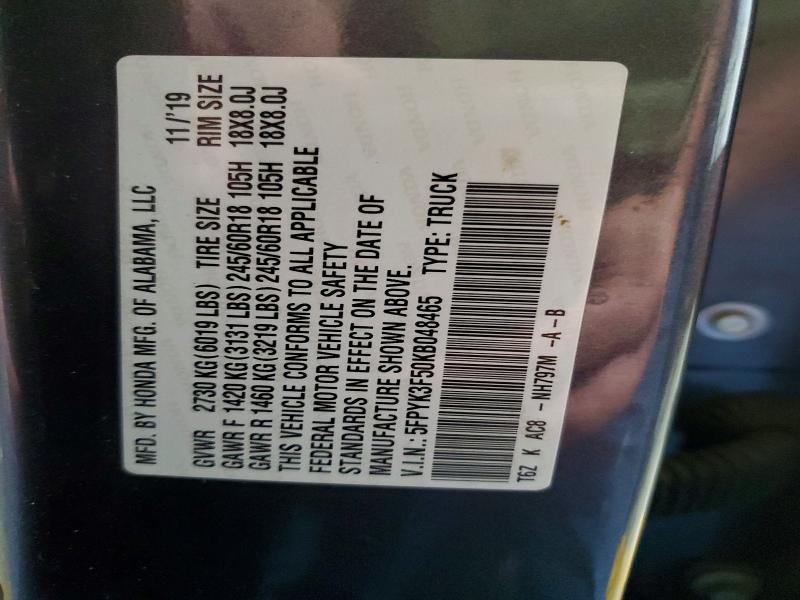 MFD. BY HONDA MFG. OF ALABAMA, LLC 11/'19
GVWR 2730 KG (6019 LBS) TIRE SIZE RIM SIZE
GAWR F 1420 KG (3131 LBS) 245/60R18 105H 18X8.0J
GAWR R 1460 KG (3219 LBS) 245/60R18 105H 18X8.0J
THIS VEHICLE CONFORMS TO ALL APPLICABLE
FEDERAL MOTOR VEHICLE SAFETY
STANDARDS IN EFFECT ON THE DATE OF
MANUFACTURE SHOWN ABOVE.
V.I.N.: 5FPYK3F50KB048465 TYPE: TRUCK
T6Z K AC8 - NH797M -A-B